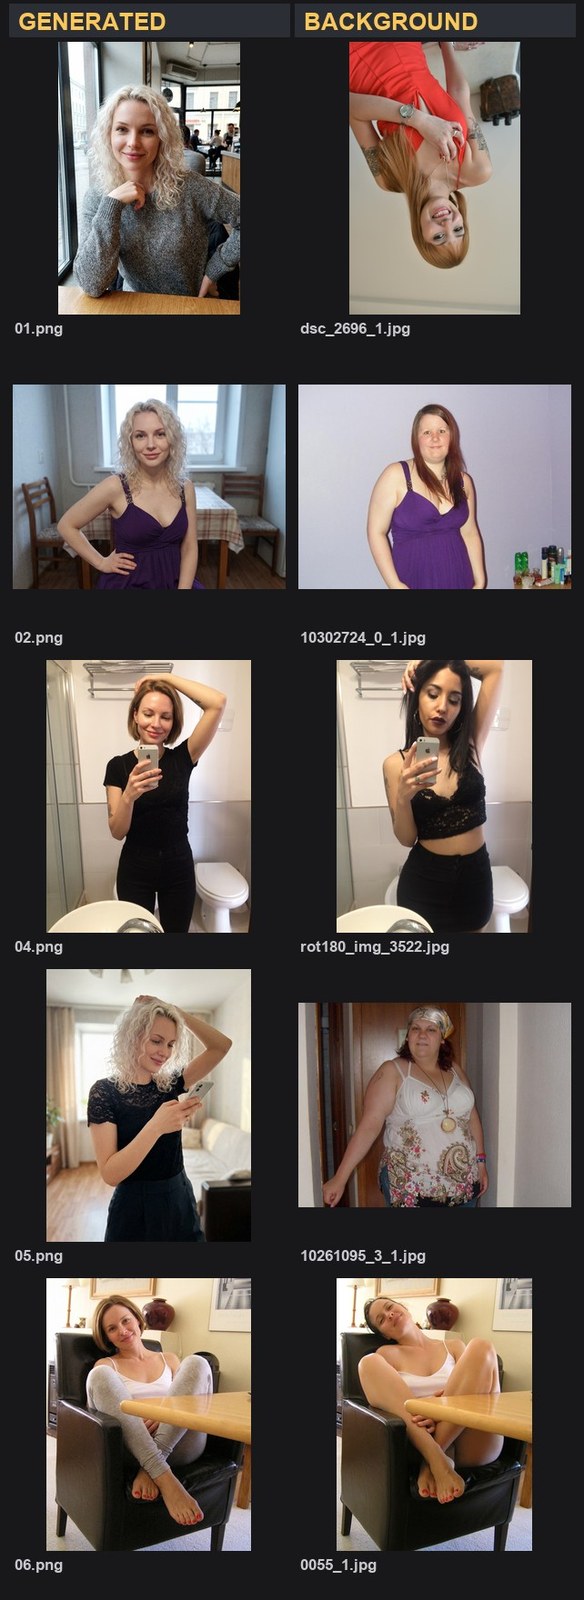 GENERATED
BACKGROUND
01.png
dsc_2696_1.jpg
02.png
10302724_0_1.jpg
04.png
rot180_img_3522.jpg
05.png
10261095_3_1.jpg
06.png
0055_1.jpg